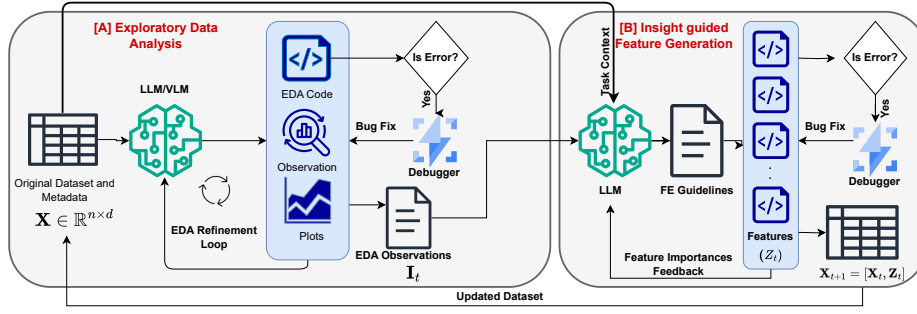 [A] Exploratory Data
Analysis
LLM/VLM
Original Dataset and
Metadata
X ∈ ℝ^{n×d}
EDA Refinement
Loop
</>
EDA Code
Observation
Plots
Is Error?
Yes
Bug Fix
Debugger
EDA Observations
I_t
[B] Insight guided
Feature Generation
Task Context
LLM
FE Guidelines
</>
</>
</>
:
</>
Features
(Z_t)
Is Error?
Yes
Bug Fix
Debugger
Feature Importances
Feedback
X_{t+1} = [X_t, Z_t]
Updated Dataset